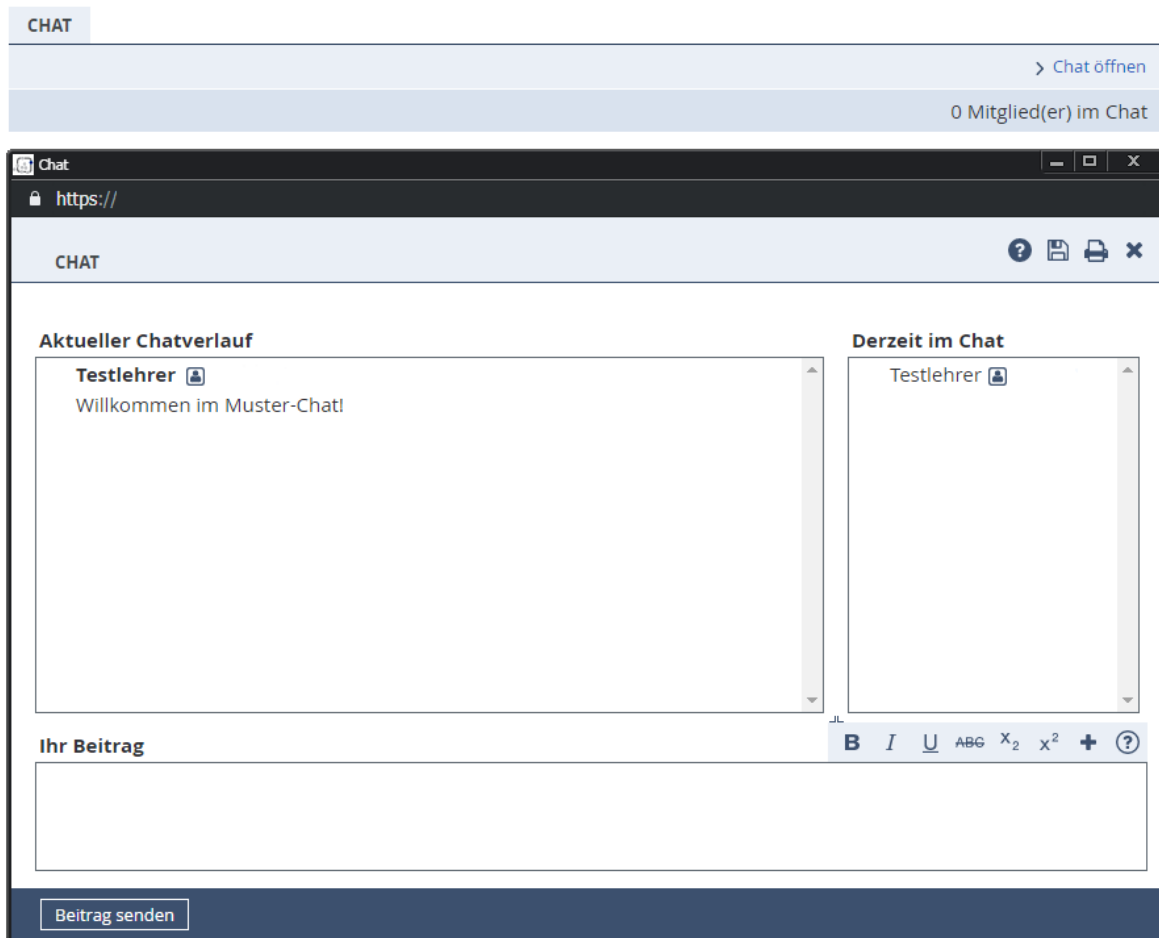 CHAT
Chat öffnen
0 Mitglied(er) im Chat
Chat
https://
CHAT
Aktueller Chatverlauf
Derzeit im Chat
Testlehrer
Testlehrer
Willkommen im Muster-Chat!
Ihr Beitrag
B I U ABC X₂ x² + ?
Beitrag senden